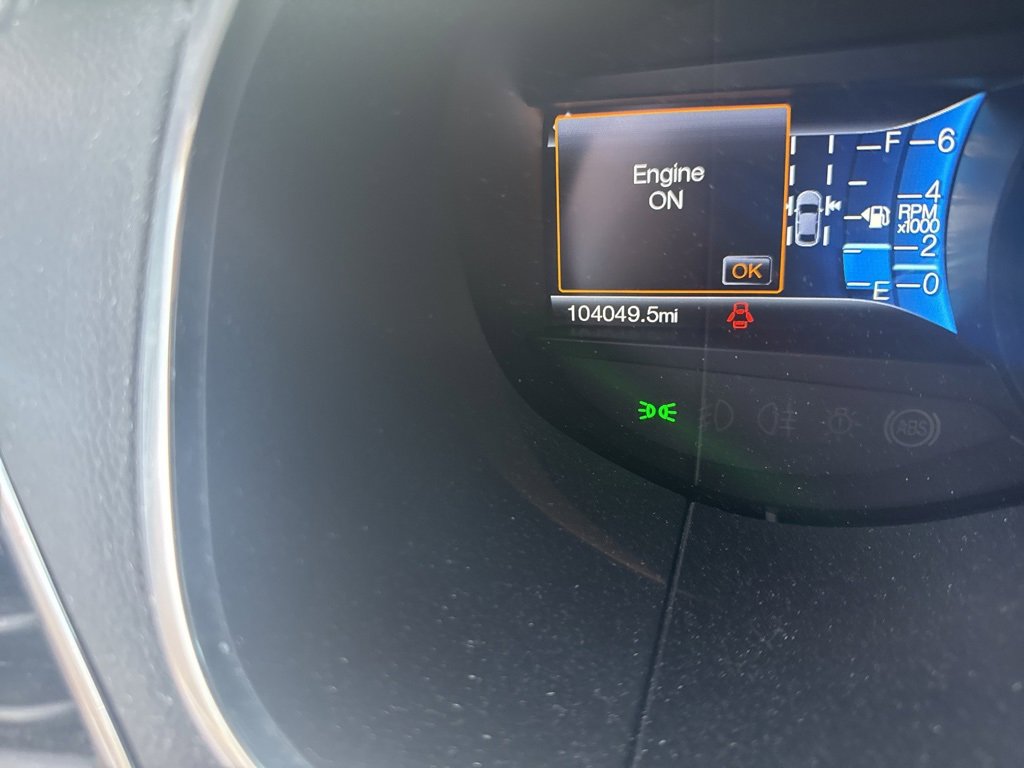 Engine
ON
OK
F
6
4
RPM
x1000
2
E
0
104049.5mi
ABS